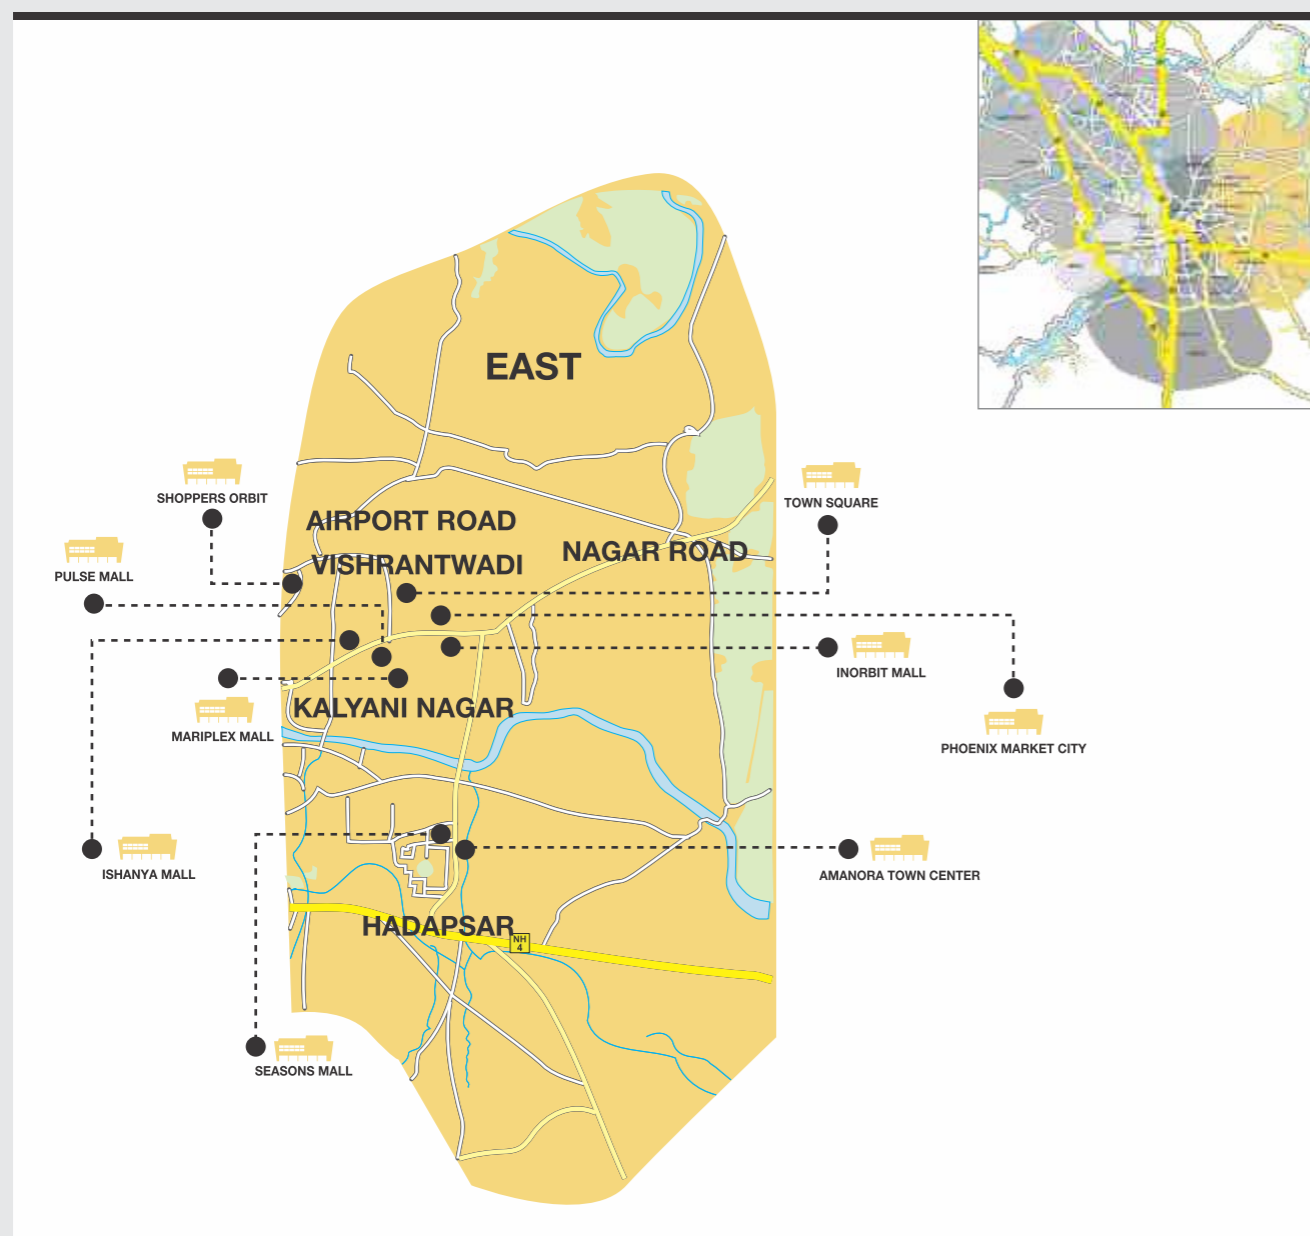 EAST
SHOPPERS ORBIT
TOWN SQUARE
AIRPORT ROAD
NAGAR ROAD
VISHRANTWADI
PULSE MALL
INORBIT MALL
KALYANI NAGAR
MARIPLEX MALL
PHOENIX MARKET CITY
ISHANYA MALL
AMANORA TOWN CENTER
HADAPSAR
NH
4
SEASONS MALL